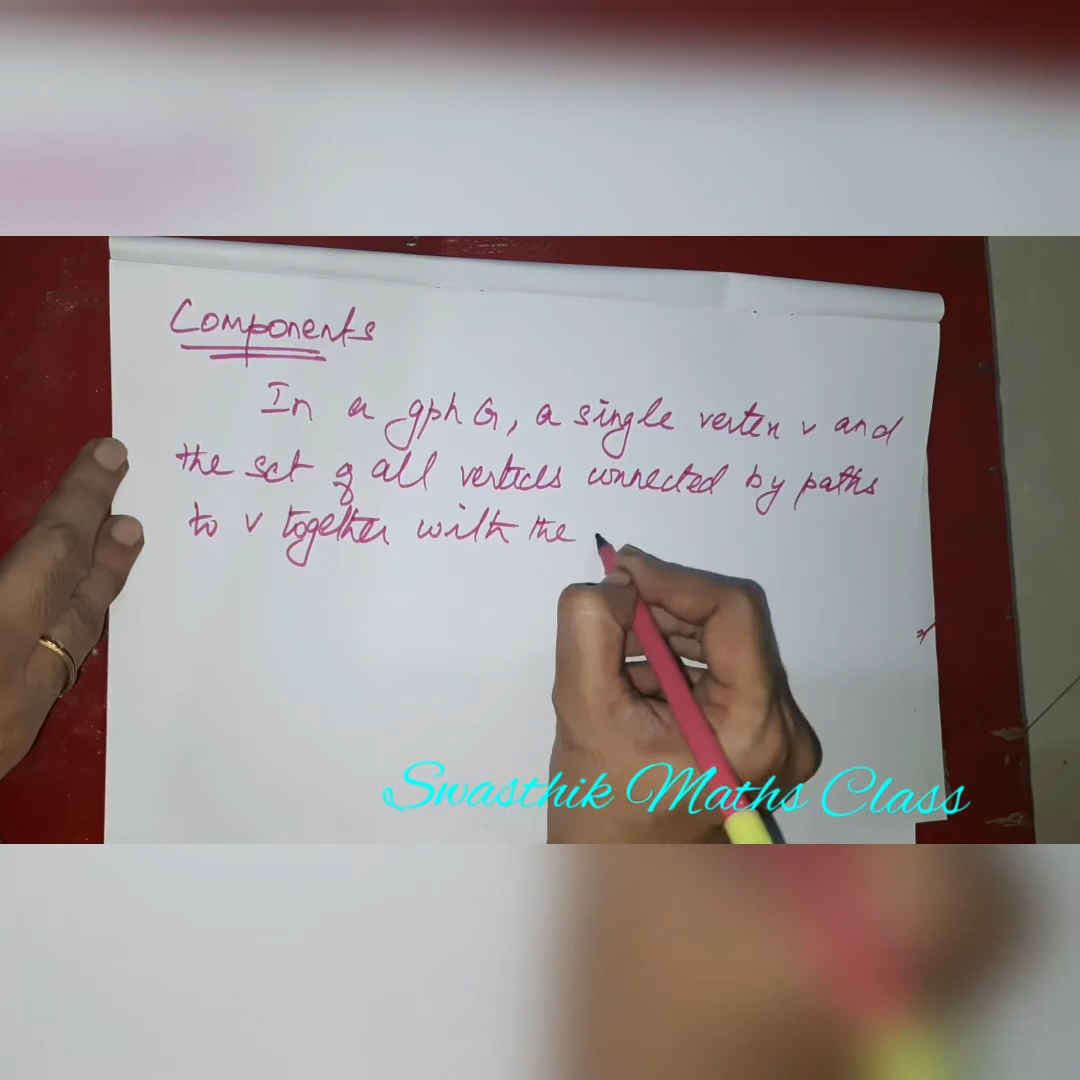 Components
In a gph G, a single vertex v and
the set of all vertices connected by paths
to v together with the
Swasthik Maths Class